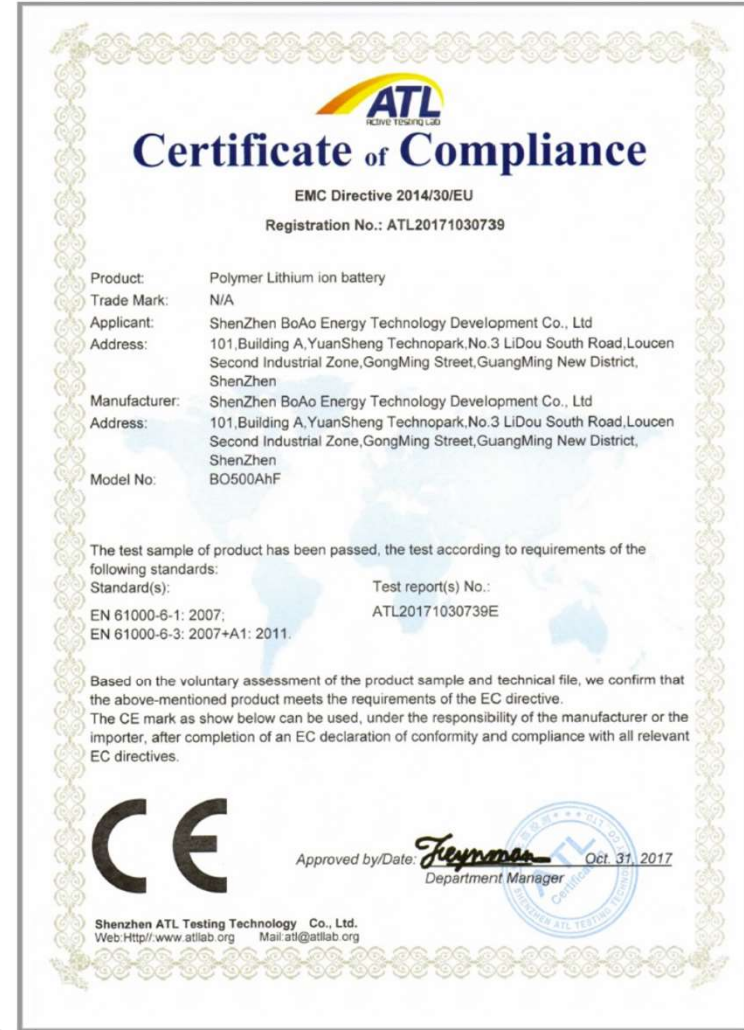 ATL
ACTIVE TESTING LAB
Certificate of Compliance
EMC Directive 2014/30/EU
Registration No.: ATL20171030739
Product: Polymer Lithium ion battery
Trade Mark: N/A
Applicant: ShenZhen BoAo Energy Technology Development Co., Ltd
Address: 101,Building A,YuanSheng Technopark,No.3 LiDou South Road,Loucen
Second Industrial Zone,GongMing Street,GuangMing New District,
ShenZhen
Manufacturer: ShenZhen BoAo Energy Technology Development Co., Ltd
Address: 101,Building A,YuanSheng Technopark,No.3 LiDou South Road,Loucen
Second Industrial Zone,GongMing Street,GuangMing New District,
ShenZhen
Model No: BO500AhF
The test sample of product has been passed, the test according to requirements of the
following standards:
Standard(s): Test report(s) No.:
EN 61000-6-1: 2007; ATL20171030739E
EN 61000-6-3: 2007+A1: 2011.
Based on the voluntary assessment of the product sample and technical file, we confirm that
the above-mentioned product meets the requirements of the EC directive.
The CE mark as show below can be used, under the responsibility of the manufacturer or the
importer, after completion of an EC declaration of conformity and compliance with all relevant
EC directives.
CE
Approved by/Date: Feynman Oct. 31, 2017
Department Manager
ATL
Certificate
Shenzhen ATL Testing Technology Co., Ltd.
Web:Http//:www.atllab.org Mail:atl@atllab.org